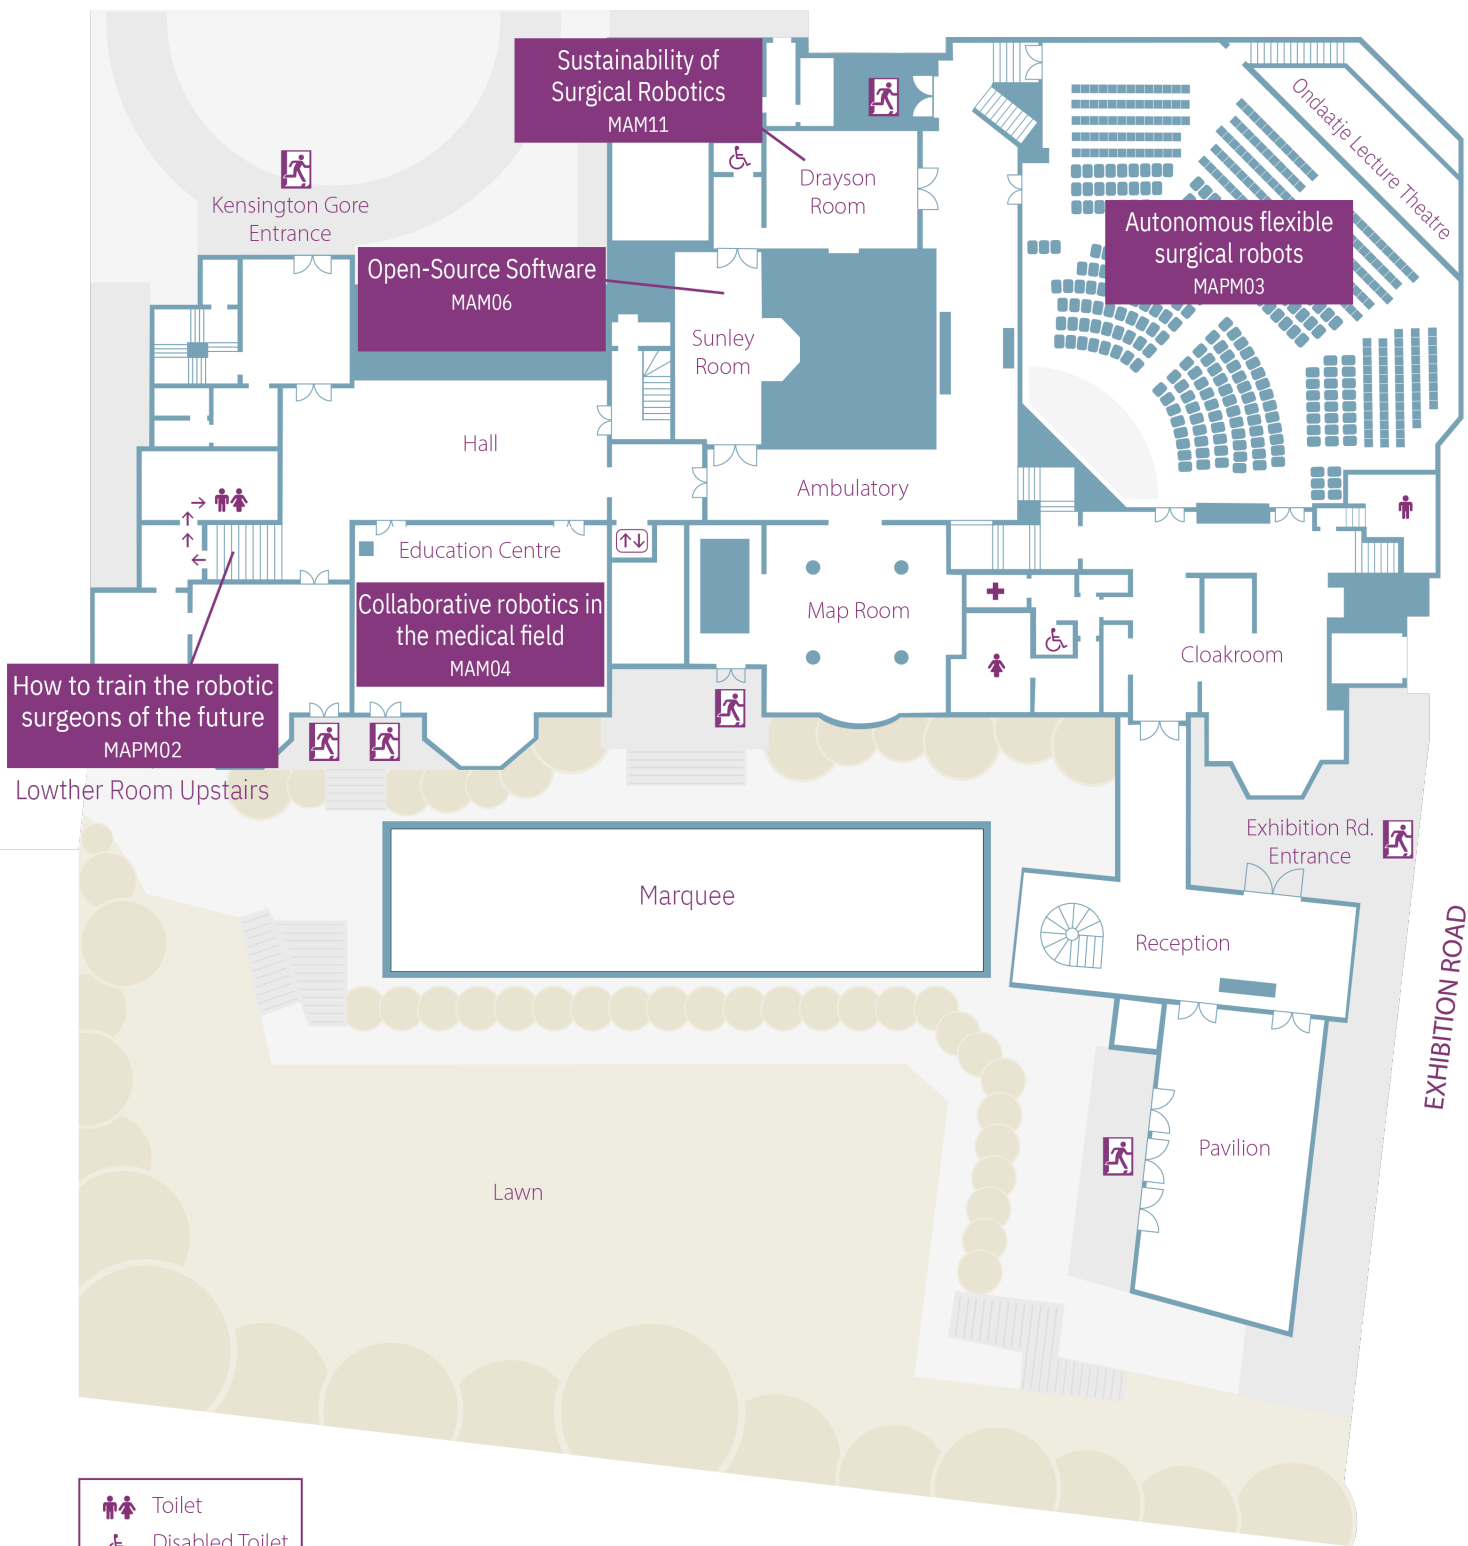 Sustainability of
Surgical Robotics
MAM11
Ondaatje Lecture Theatre
Drayson
Room
Kensington Gore
Entrance
Autonomous flexible
surgical robots
MAPM03
Open-Source Software
MAM06
Sunley
Room
Hall
Ambulatory
Education Centre
Collaborative robotics in
the medical field
MAM04
Map Room
Cloakroom
How to train the robotic
surgeons of the future
MAPM02
Lowther Room Upstairs
Exhibition Rd.
Entrance
Marquee
Reception
EXHIBITION ROAD
Pavilion
Lawn
Toilet
Disabled Toilet